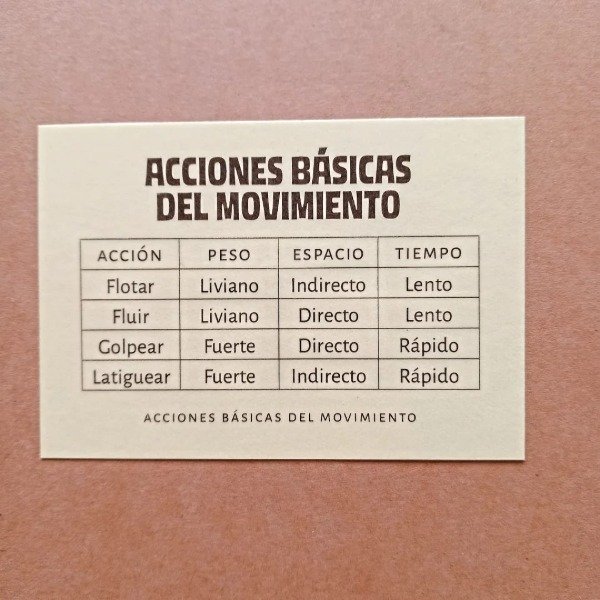 ACCIONES BÁSICAS
DEL MOVIMIENTO
ACCIÓN PESO ESPACIO TIEMPO
Flotar Liviano Indirecto Lento
Fluir Liviano Directo Lento
Golpear Fuerte Directo Rápido
Latiguear Fuerte Indirecto Rápido
ACCIONES BÁSICAS DEL MOVIMIENTO